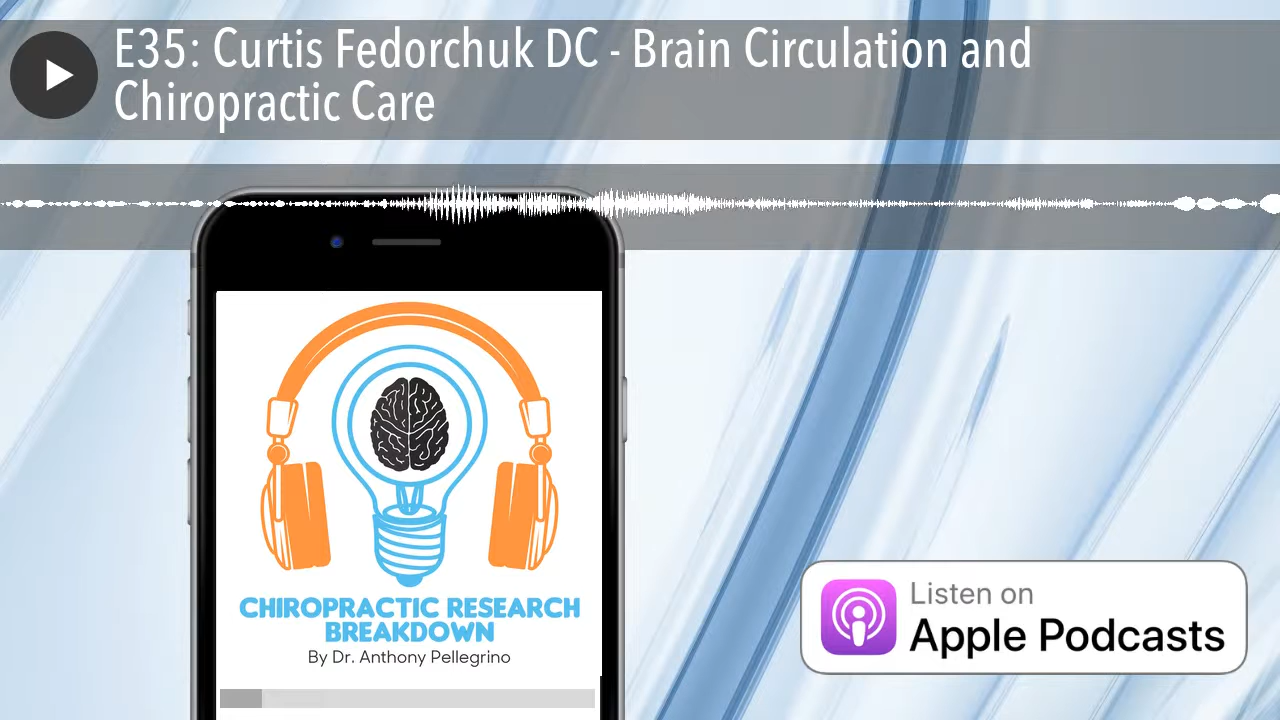 E35: Curtis Fedorchuk DC - Brain Circulation and
Chiropractic Care
CHIROPRACTIC RESEARCH
BREAKDOWN
By Dr. Anthony Pellegrino
Listen on
Apple Podcasts